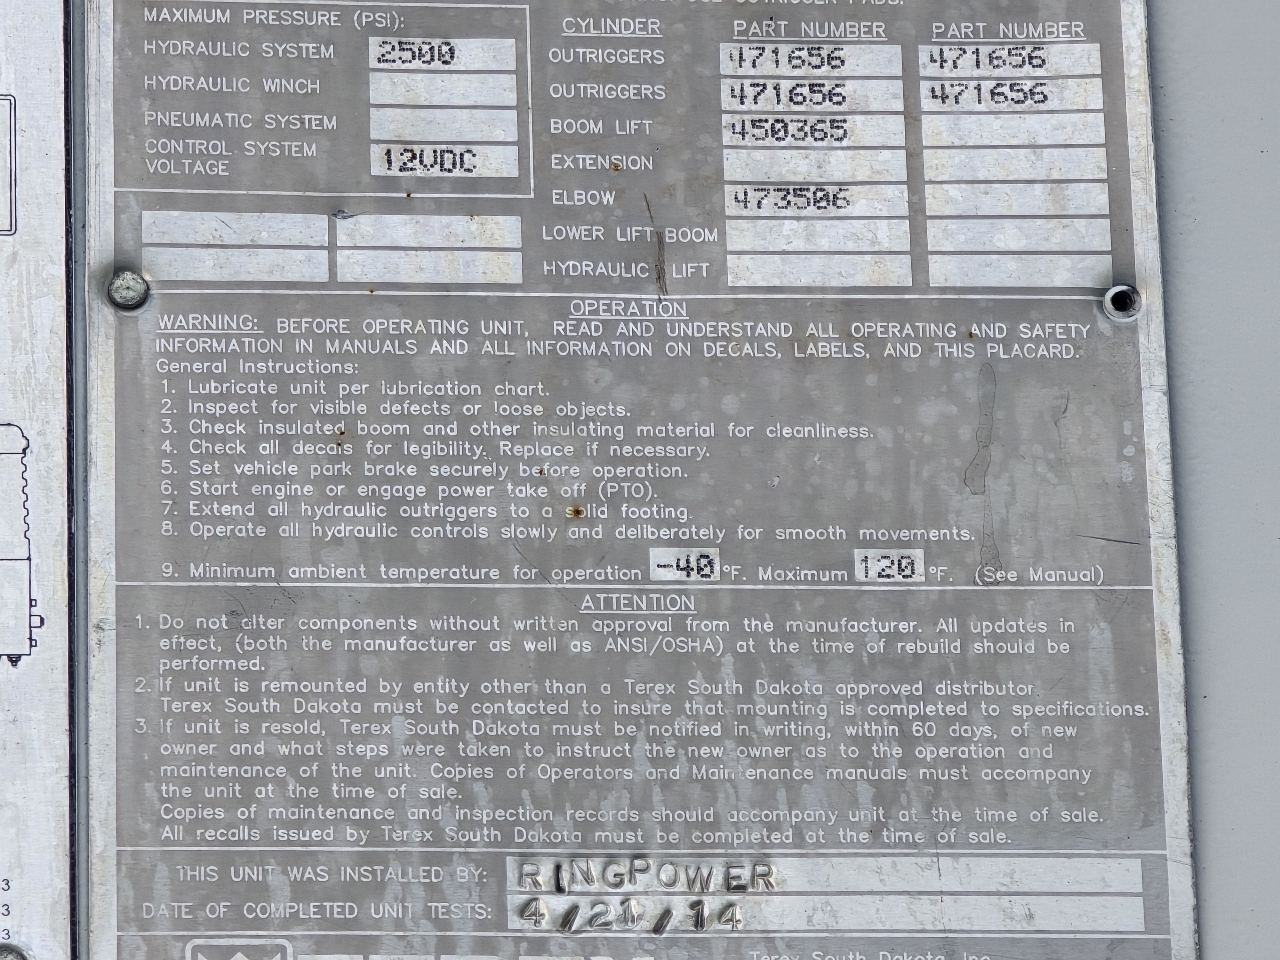 OUTRIGGER PADS.
MAXIMUM PRESSURE (PSI):
HYDRAULIC SYSTEM 2500
HYDRAULIC WINCH
PNEUMATIC SYSTEM
CONTROL SYSTEM
VOLTAGE 12VDC
CYLINDER PART NUMBER PART NUMBER
OUTRIGGERS 471656 471656
OUTRIGGERS 471656 471656
BOOM LIFT 450365
EXTENSION
ELBOW 473506
LOWER LIFT BOOM
HYDRAULIC LIFT
OPERATION
WARNING: BEFORE OPERATING UNIT, READ AND UNDERSTAND ALL OPERATING AND SAFETY
INFORMATION IN MANUALS AND ALL INFORMATION ON DECALS, LABELS, AND THIS PLACARD.
General Instructions:
1. Lubricate unit per lubrication chart.
2. Inspect for visible defects or loose objects.
3. Check insulated boom and other insulating material for cleanliness.
4. Check all decals for legibility. Replace if necessary.
5. Set vehicle park brake securely before operation.
6. Start engine or engage power take off (PTO).
7. Extend all hydraulic outriggers to a solid footing.
8. Operate all hydraulic controls slowly and deliberately for smooth movements.
9. Minimum ambient temperature for operation -40 °F. Maximum 120 °F. (See Manual)
ATTENTION
1. Do not alter components without written approval from the manufacturer. All updates in
effect, (both the manufacturer as well as ANSI/OSHA) at the time of rebuild should be
performed.
2. If unit is remounted by entity other than a Terex South Dakota approved distributor
Terex South Dakota must be contacted to insure that mounting is completed to specifications.
3. If unit is resold, Terex South Dakota must be notified in writing, within 60 days, of new
owner and what steps were taken to instruct the new owner as to the operation and
maintenance of the unit. Copies of Operators and Maintenance manuals must accompany
the unit at the time of sale.
Copies of maintenance and inspection records should accompany unit at the time of sale.
All recalls issued by Terex South Dakota must be completed at the time of sale.
THIS UNIT WAS INSTALLED BY: RINGPOWER
DATE OF COMPLETED UNIT TESTS: 4/21/14
Terex South Dakota, Inc.
3
3
3